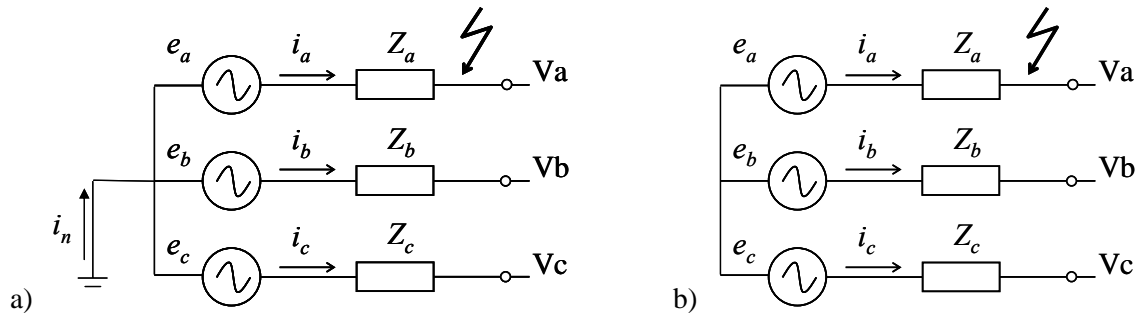 e_a i_a Z_a Va
e_b i_b Z_b Vb
i_n
e_c i_c Z_c Vc
a)
e_a i_a Z_a Va
e_b i_b Z_b Vb
e_c i_c Z_c Vc
b)